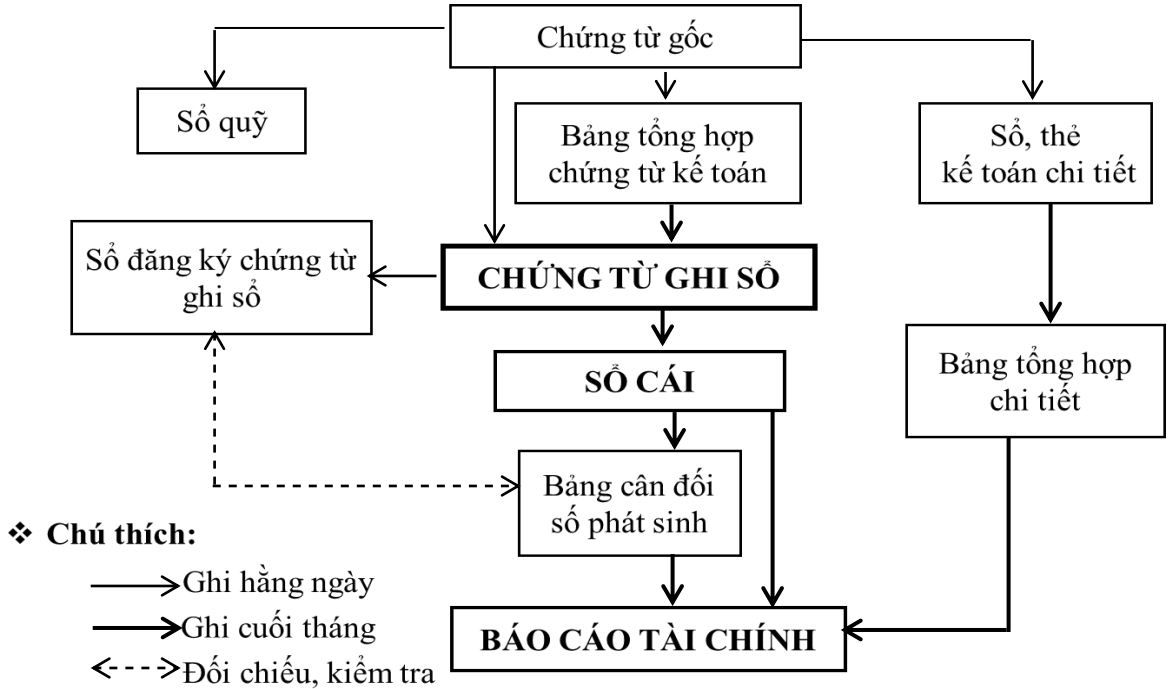 Chứng từ gốc
Sổ quỹ
Bảng tổng hợp
chứng từ kế toán
Sổ, thẻ
kế toán chi tiết
Sổ đăng ký chứng từ
ghi sổ
CHỨNG TỪ GHI SỔ
SỔ CÁI
Bảng tổng hợp
chi tiết
Bảng cân đối
số phát sinh
❖ Chú thích:
Ghi hằng ngày
Ghi cuối tháng
Đối chiếu, kiểm tra
BÁO CÁO TÀI CHÍNH